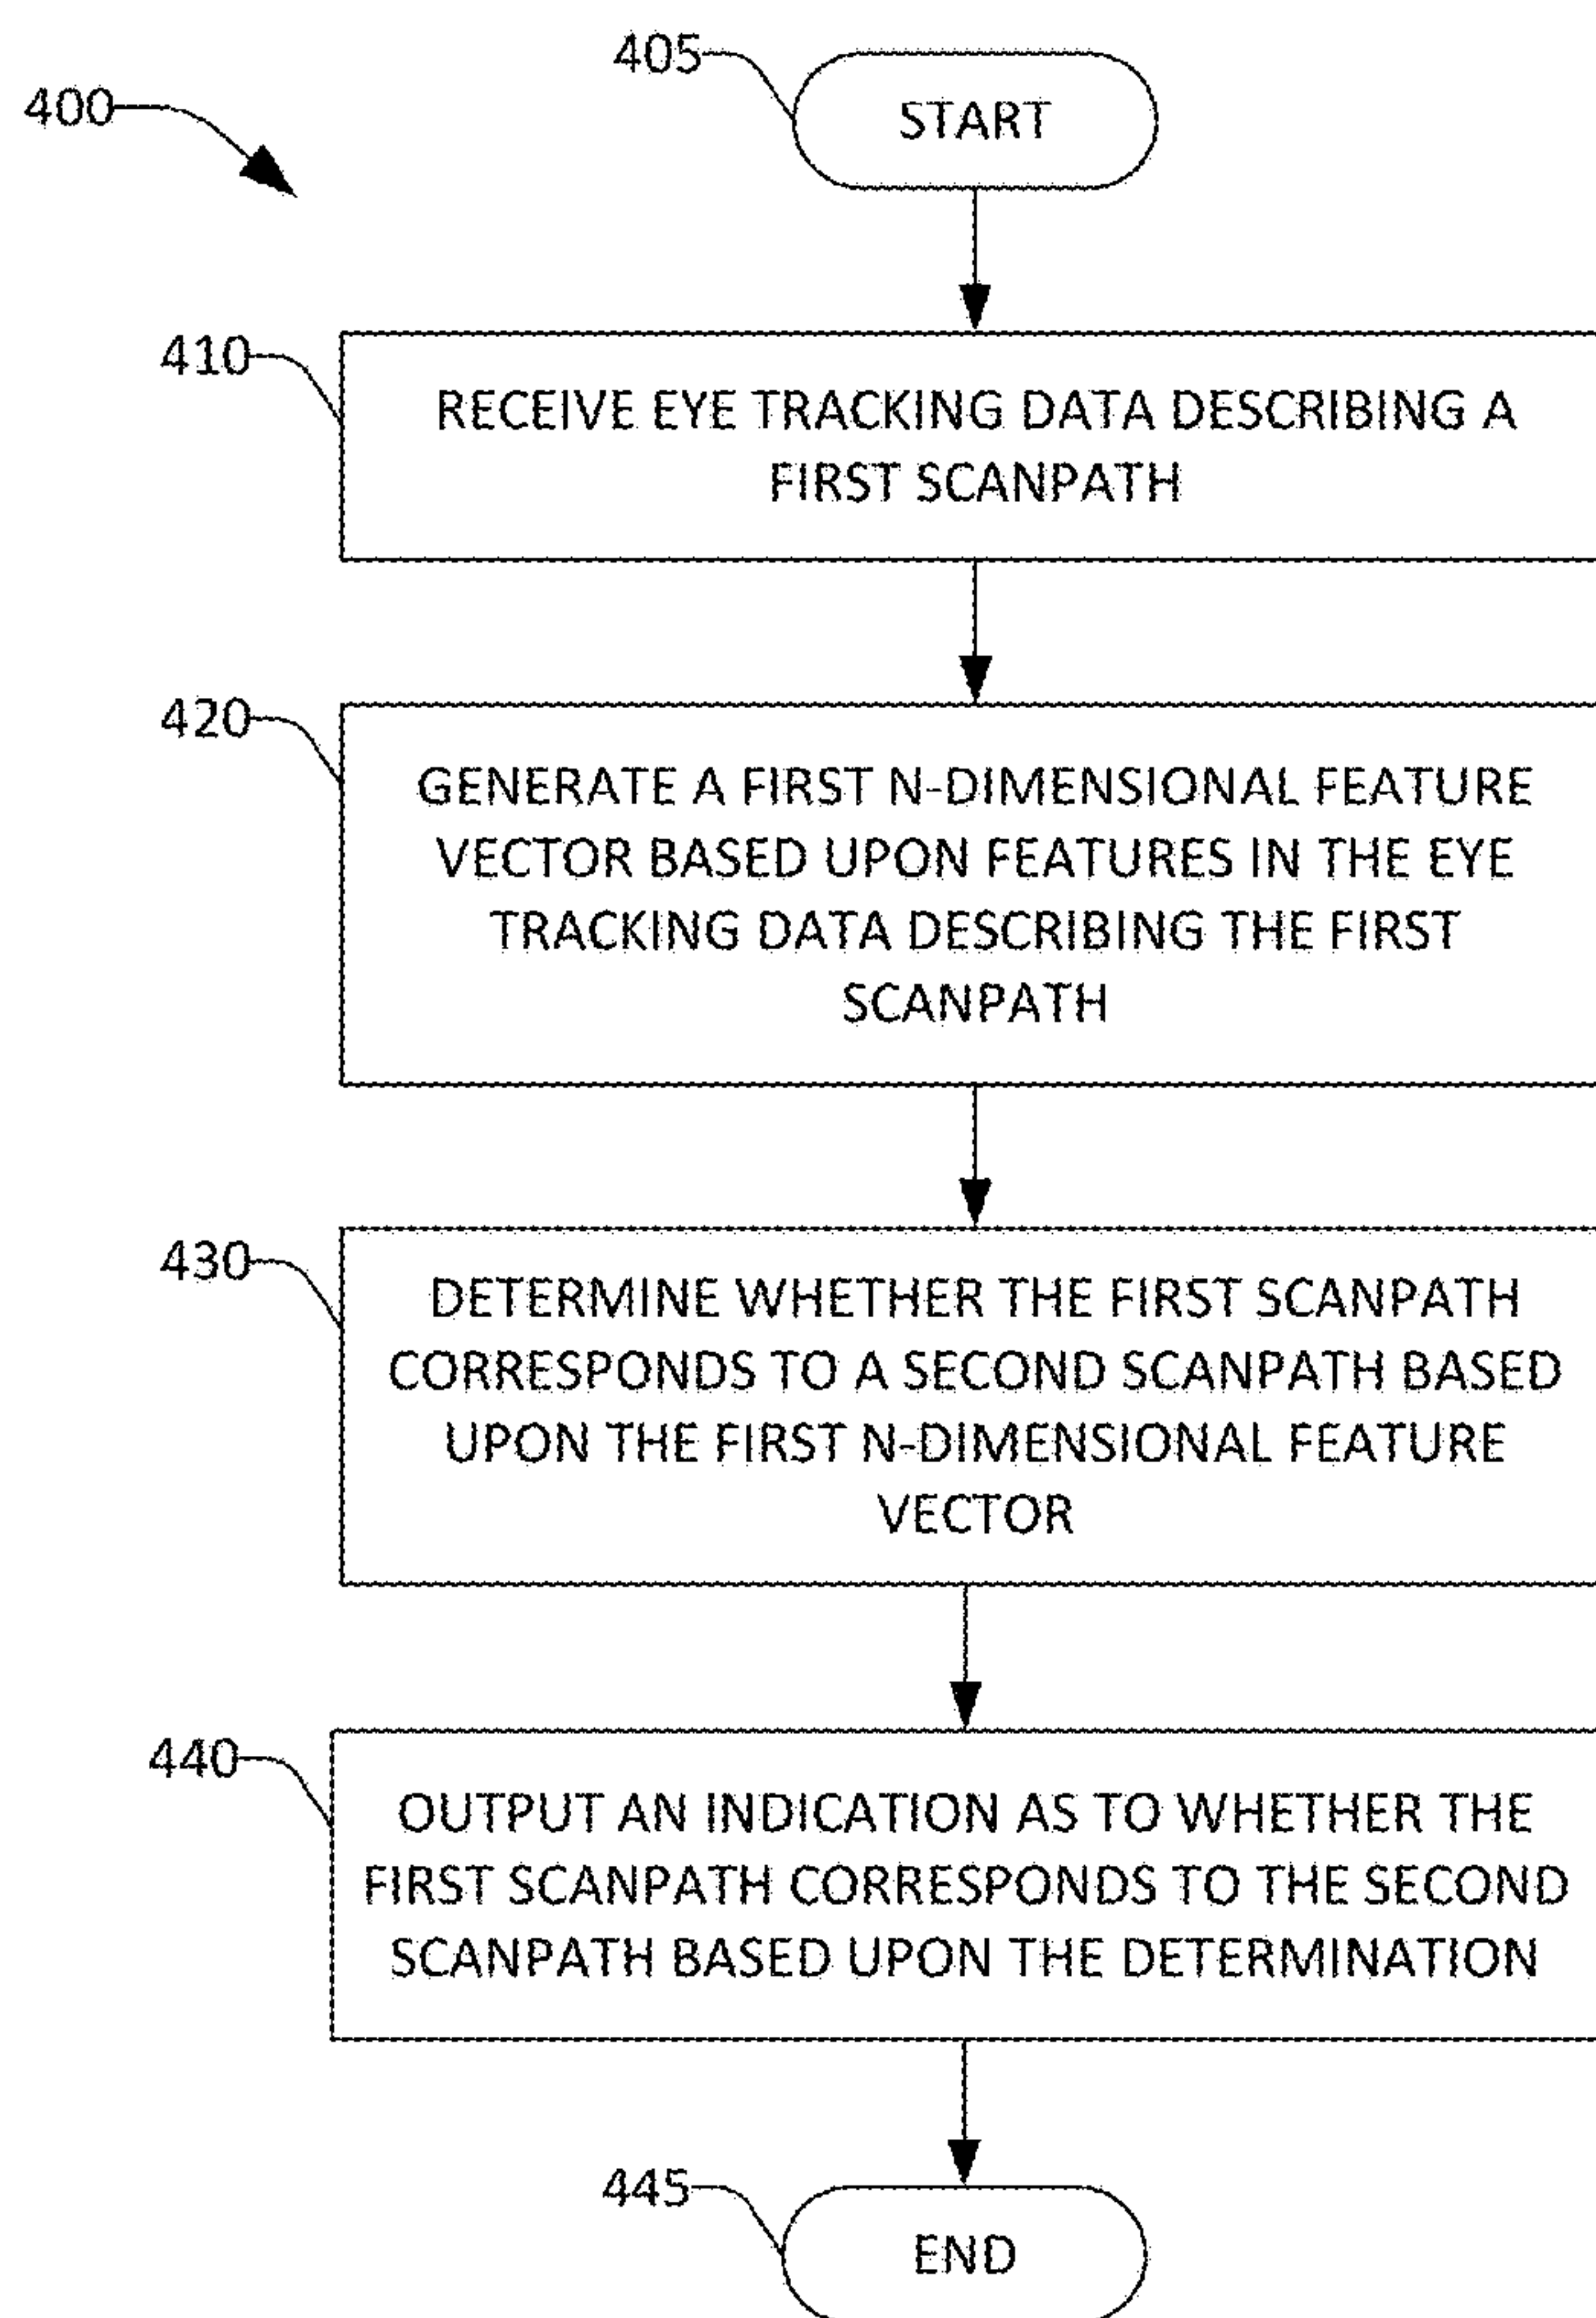 405
START
400
410
RECEIVE EYE TRACKING DATA DESCRIBING A
FIRST SCANPATH
420
GENERATE A FIRST N-DIMENSIONAL FEATURE
VECTOR BASED UPON FEATURES IN THE EYE
TRACKING DATA DESCRIBING THE FIRST
SCANPATH
430
DETERMINE WHETHER THE FIRST SCANPATH
CORRESPONDS TO A SECOND SCANPATH BASED
UPON THE FIRST N-DIMENSIONAL FEATURE
VECTOR
440
OUTPUT AN INDICATION AS TO WHETHER THE
FIRST SCANPATH CORRESPONDS TO THE SECOND
SCANPATH BASED UPON THE DETERMINATION
445
END